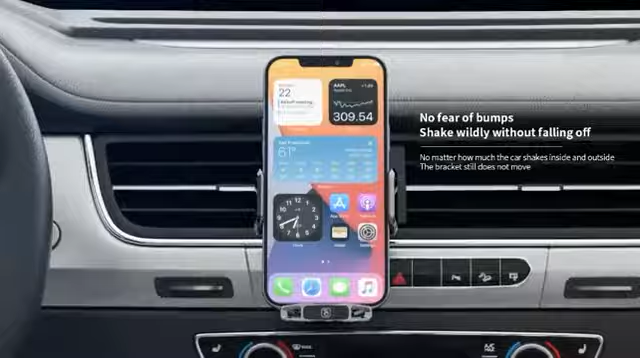 22
AAPL
309.54
61°
No fear of bumps
Shake wildly without falling off
No matter how much the car shakes inside and outside
The bracket still does not move
A/C